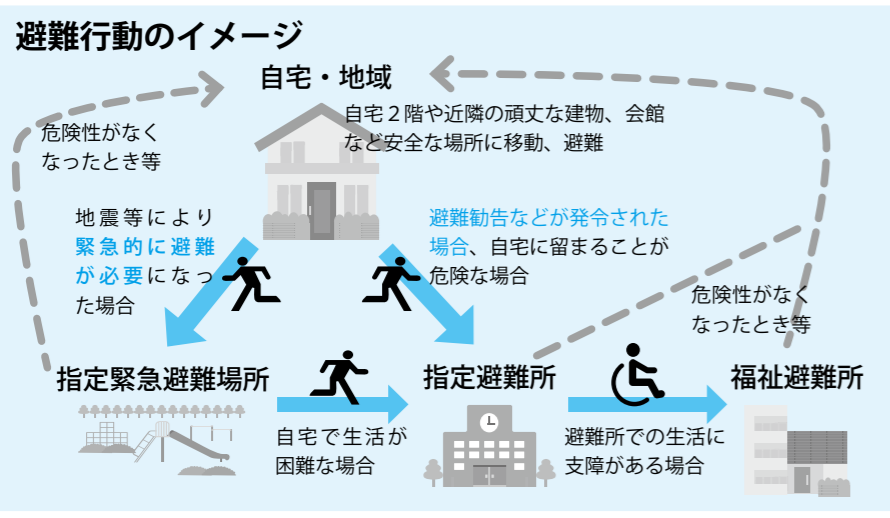 避難行動のイメージ
自宅・地域
自宅２階や近隣の頑丈な建物、会館
など安全な場所に移動、避難
危険性がなく
なったとき等
地震等により
緊急的に避難
が必要になっ
た場合
避難勧告などが発令された
場合、自宅に留まることが
危険な場合
危険性がなく
なったとき等
指定緊急避難場所
指定避難所
福祉避難所
自宅で生活が
困難な場合
避難所での生活に
支障がある場合